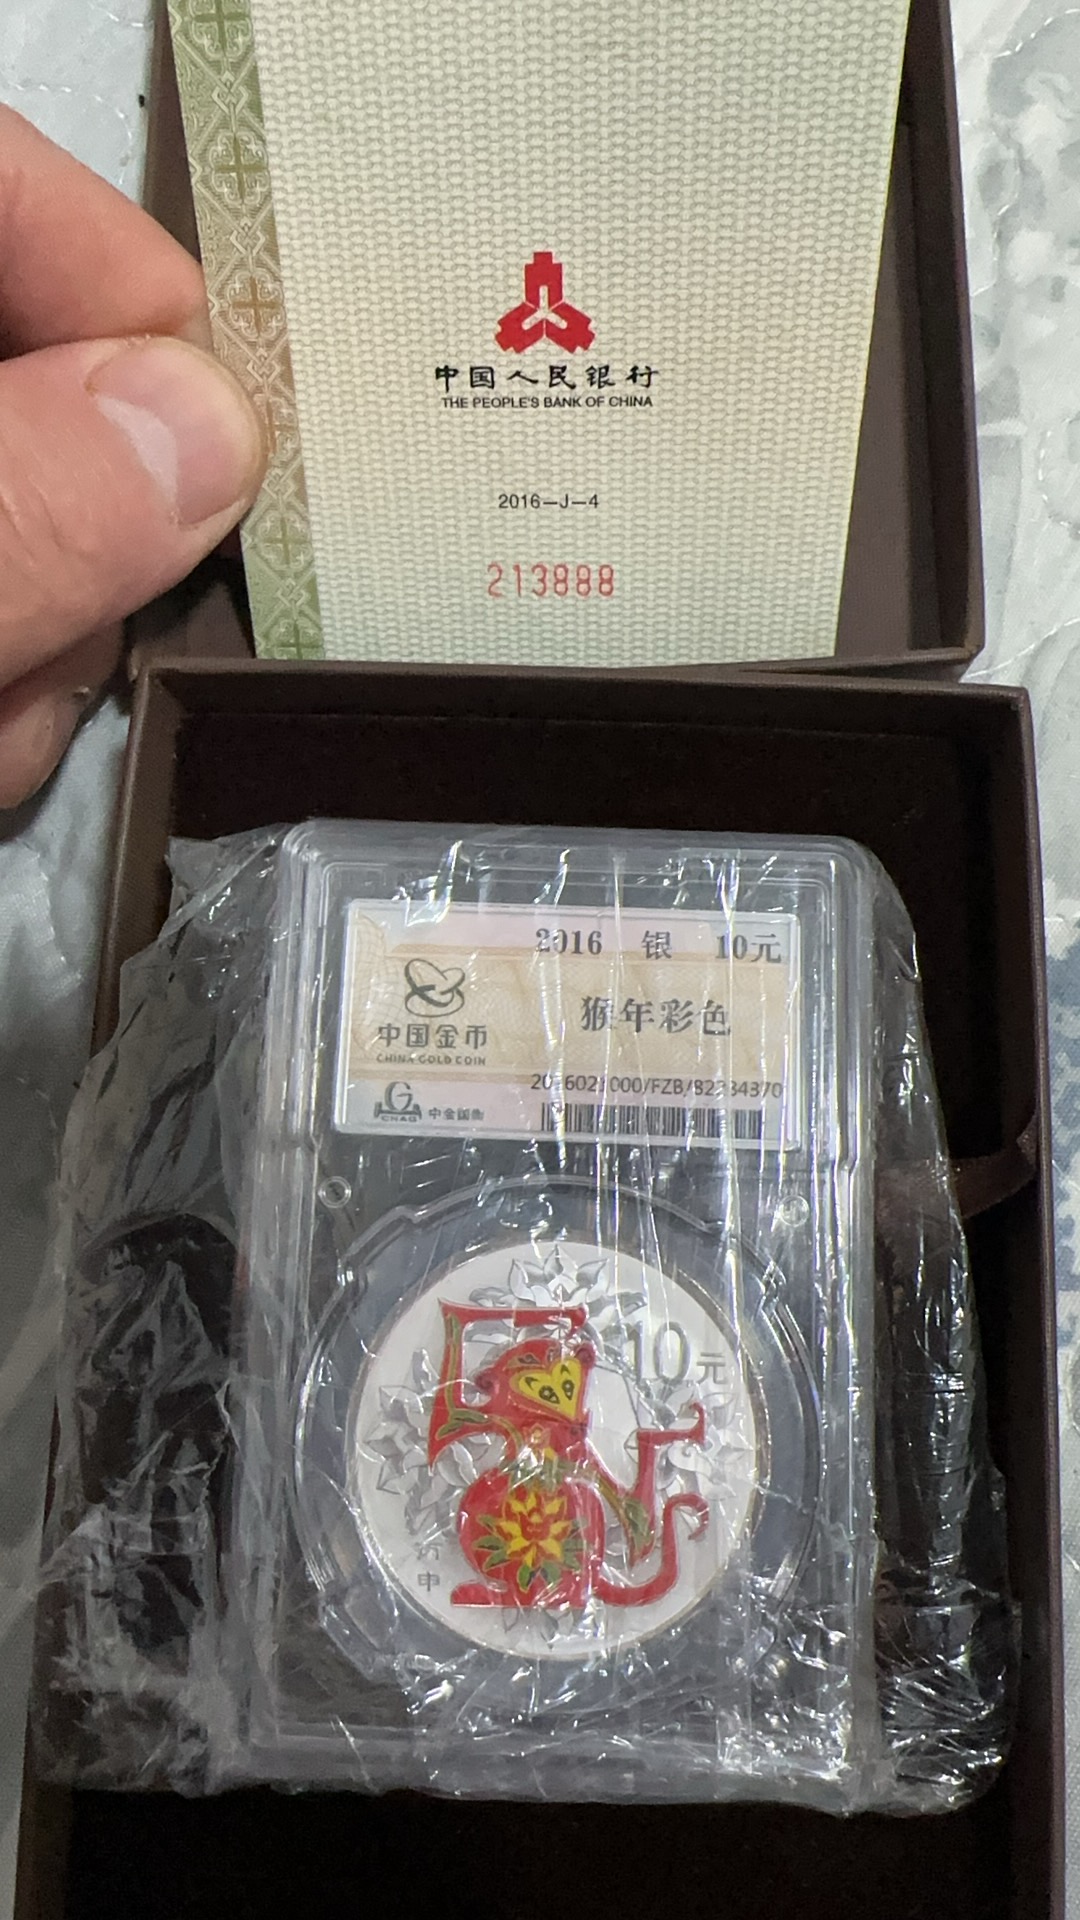 中国人民银行
THE PEOPLE'S BANK OF CHINA
2016—J—4
213888
2016 银 10元
中国金币
CHINA GOLD COIN
猴年彩色
CNAG 中金国衡
10元
申